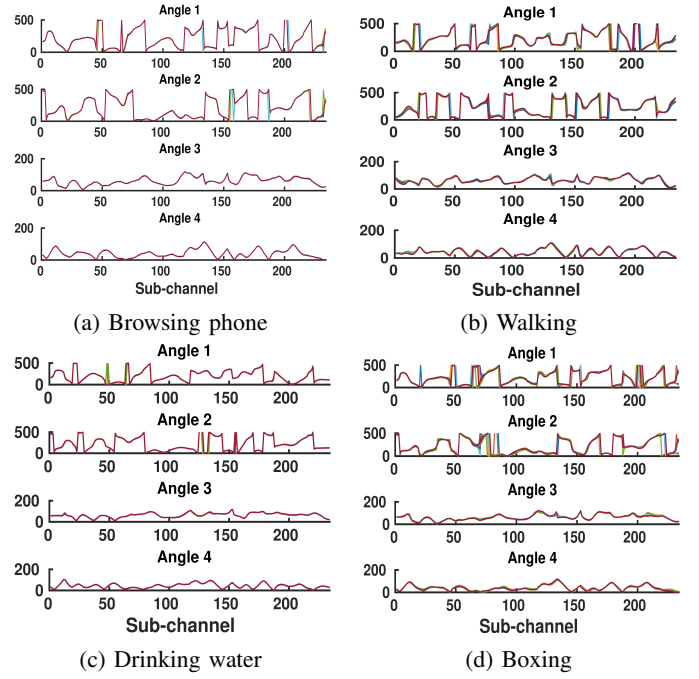 Angle 1
500
0
0 50 100 150 200
Angle 2
500
0
0 50 100 150 200
Angle 3
200
0
0 50 100 150 200
Angle 4
200
0
0 50 100 150 200
Sub-channel
(a) Browsing phone
Angle 1
500
0
0 50 100 150 200
Angle 2
500
0
0 50 100 150 200
Angle 3
200
0
0 50 100 150 200
Angle 4
200
0
0 50 100 150 200
Sub-channel
(b) Walking
Angle 1
500
0
0 50 100 150 200
Angle 2
500
0
0 50 100 150 200
Angle 3
200
0
0 50 100 150 200
Angle 4
200
0
0 50 100 150 200
Sub-channel
(c) Drinking water
Angle 1
500
0
0 50 100 150 200
Angle 2
500
0
0 50 100 150 200
Angle 3
200
0
0 50 100 150 200
Angle 4
200
0
0 50 100 150 200
Sub-channel
(d) Boxing